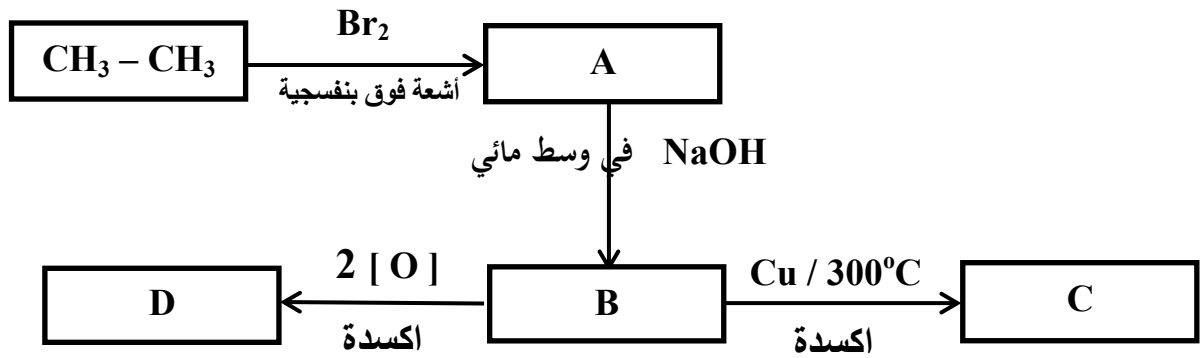 Br₂
CH₃ – CH₃
A
أشعة فوق بنفسجية
في وسط مائي NaOH
2 [ O ]
Cu / 300°C
D
B
C
اكسدة
اكسدة